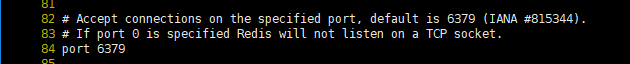 81
82 # Accept connections on the specified port, default is 6379 (IANA #815344).
83 # If port 0 is specified Redis will not listen on a TCP socket.
84 port 6379
85